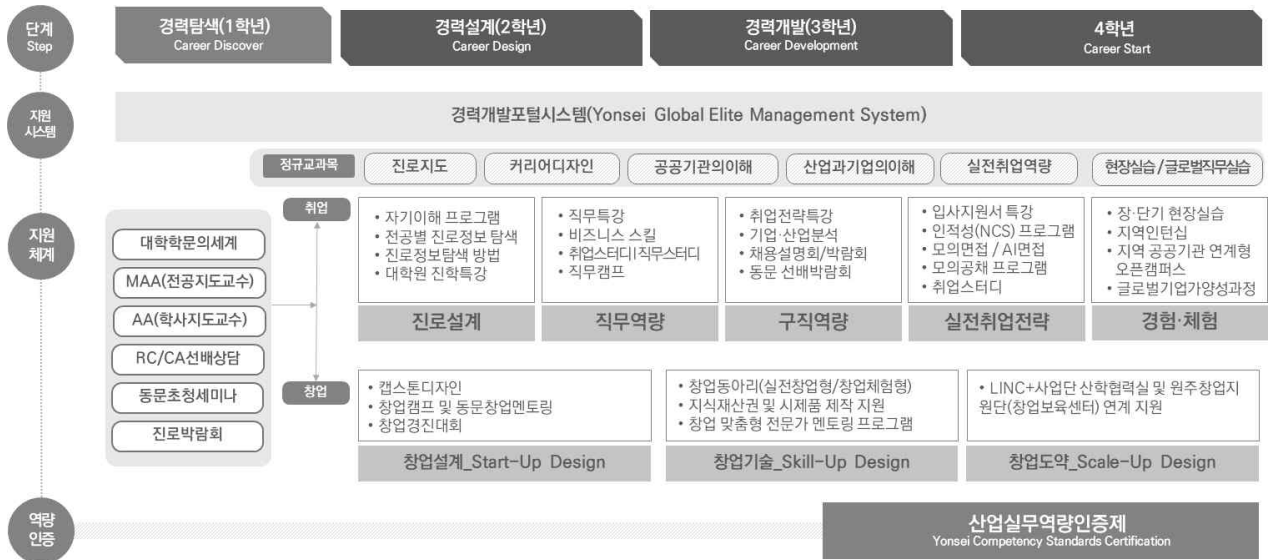 단계
Step
경력탐색(1학년)
Career Discover
경력설계(2학년)
Career Design
경력개발(3학년)
Career Development
4학년
Career Start
지원
시스템
경력개발포털시스템(Yonsei Global Elite Management System)
정규교과목
진로지도
커리어디자인
공공기관의이해
산업과기업의이해
실전취업역량
현장실습/글로벌직무실습
지원
체계
대학학문의세계
MAA(전공지도교수)
AA(학사지도교수)
RC/CA선배상담
동문초청세미나
진로박람회
취업
• 자기이해 프로그램
• 전공별 진로정보 탐색
• 진로정보탐색 방법
• 대학원 진학특강
진로설계
• 직무특강
• 비즈니스 스킬
• 취업스터디|직무스터디
• 직무캠프
직무역량
• 취업전략특강
• 기업·산업분석
• 채용설명회/박람회
• 동문 선배박람회
구직역량
• 입사지원서 특강
• 인적성(NCS) 프로그램
• 모의면접 / AI면접
• 모의공채 프로그램
• 취업스터디
실전취업전략
• 장·단기 현장실습
• 지역인턴십
• 지역 공공기관 연계형
오픈캠퍼스
• 글로벌기업가양성과정
경험·체험
창업
• 캡스톤디자인
• 창업캠프 및 동문창업멘토링
• 창업경진대회
창업설계_Start-Up Design
• 창업동아리(실전창업형/창업체험형)
• 지식재산권 및 시제품 제작 지원
• 창업 맞춤형 전문가 멘토링 프로그램
창업기술_Skill-Up Design
• LINC+사업단 산학협력실 및 원주창업지
원단(창업보육센터) 연계 지원
창업도약_Scale-Up Design
역량
인증
산업실무역량인증제
Yonsei Competency Standards Certification